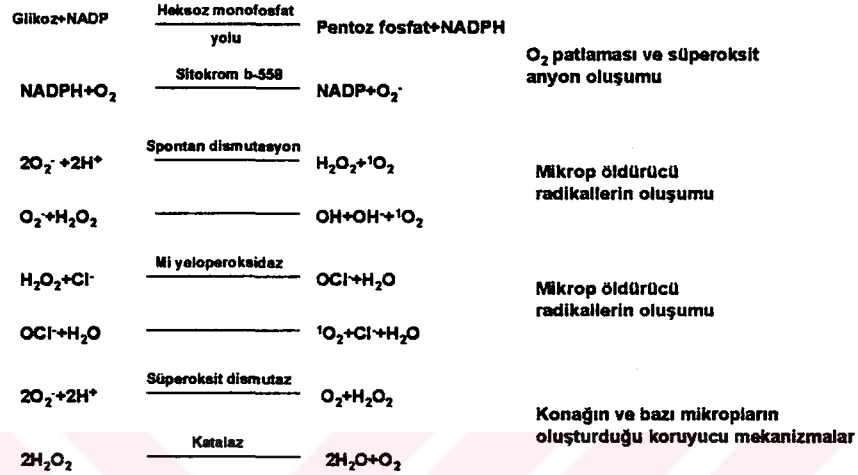 Glikoz+NADP Heksoz monofosfat yolu Pentoz fosfat+NADPH
O₂ patlaması ve süperoksit
anyon oluşumu
NADPH+O₂ Sitokrom b-558 NADP+O₂⁻
2O₂⁻+2H⁺ Spontan dismutasyon H₂O₂+¹O₂
Mikrop öldürücü
radikallerin oluşumu
O₂⁻+H₂O₂ OH+OH⁻+¹O₂
H₂O₂+Cl⁻ Mi yeloperoksidaz OCl⁻+H₂O
Mikrop öldürücü
radikallerin oluşumu
OCl⁻+H₂O ¹O₂+Cl⁻+H₂O
2O₂⁻+2H⁺ Süperoksit dismutaz O₂+H₂O₂
Konağın ve bazı mikropların
oluşturduğu koruyucu mekanizmalar
2H₂O₂ Katalaz 2H₂O+O₂